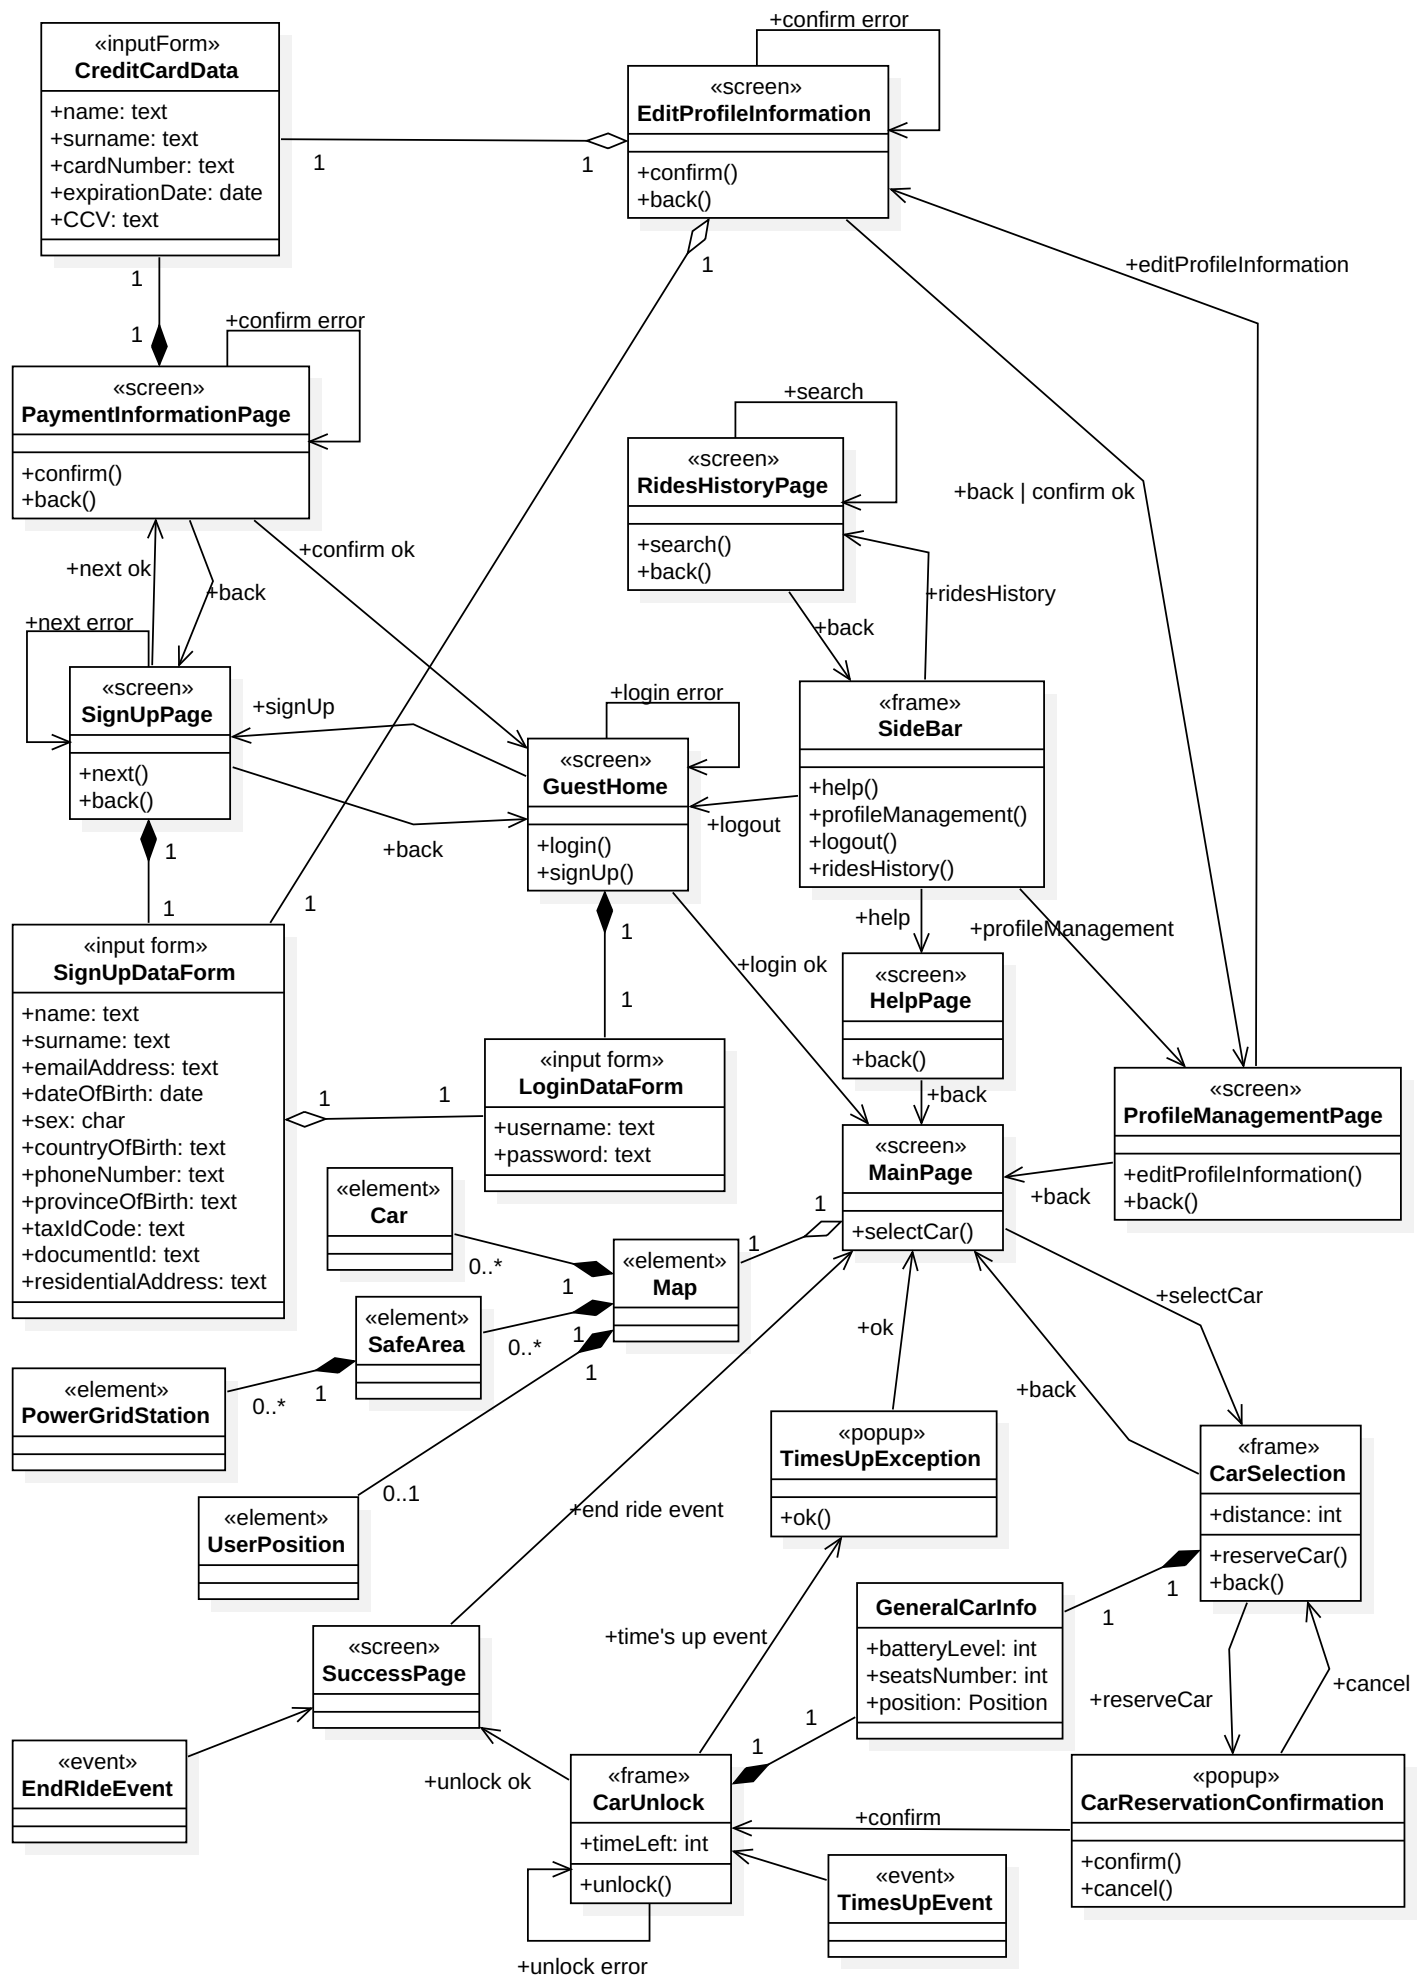 +confirm error
«inputForm»
CreditCardData
+name: text
+surname: text
+cardNumber: text
+expirationDate: date
+CCV: text
«screen»
EditProfileInformation
+confirm()
+back()
1
1
1
+editProfileInformation
1
1
+confirm error
«screen»
PaymentInformationPage
+confirm()
+back()
+search
«screen»
RidesHistoryPage
+search()
+back()
+back | confirm ok
+confirm ok
+next ok
+back
+ridesHistory
+next error
+back
«screen»
SignUpPage
+next()
+back()
+signUp
+login error
«frame»
SideBar
+help()
+profileManagement()
+logout()
+ridesHistory()
«screen»
GuestHome
+login()
+signUp()
+logout
+back
1
1
1
+help
+profileManagement
1
1
+login ok
«input form»
SignUpDataForm
+name: text
+surname: text
+emailAddress: text
+dateOfBirth: date
+sex: char
+countryOfBirth: text
+phoneNumber: text
+provinceOfBirth: text
+taxIdCode: text
+documentId: text
+residentialAddress: text
«screen»
HelpPage
+back()
«input form»
LoginDataForm
+username: text
+password: text
1
1
+back
«screen»
ProfileManagementPage
+editProfileInformation()
+back()
«screen»
MainPage
+selectCar()
+back
«element»
Car
1
1
0..*
1
«element»
Map
+selectCar
«element»
SafeArea
0..*
1
1
+ok
«element»
PowerGridStation
0..*
1
+back
«popup»
TimesUpException
+ok()
«frame»
CarSelection
+distance: int
+reserveCar()
+back()
0..1
«element»
UserPosition
+end ride event
GeneralCarInfo
+batteryLevel: int
+seatsNumber: int
+position: Position
1
1
«screen»
SuccessPage
+time's up event
+reserveCar
+cancel
1
1
«event»
EndRIdeEvent
+unlock ok
«frame»
CarUnlock
+timeLeft: int
+unlock()
+confirm
«popup»
CarReservationConfirmation
+confirm()
+cancel()
«event»
TimesUpEvent
+unlock error